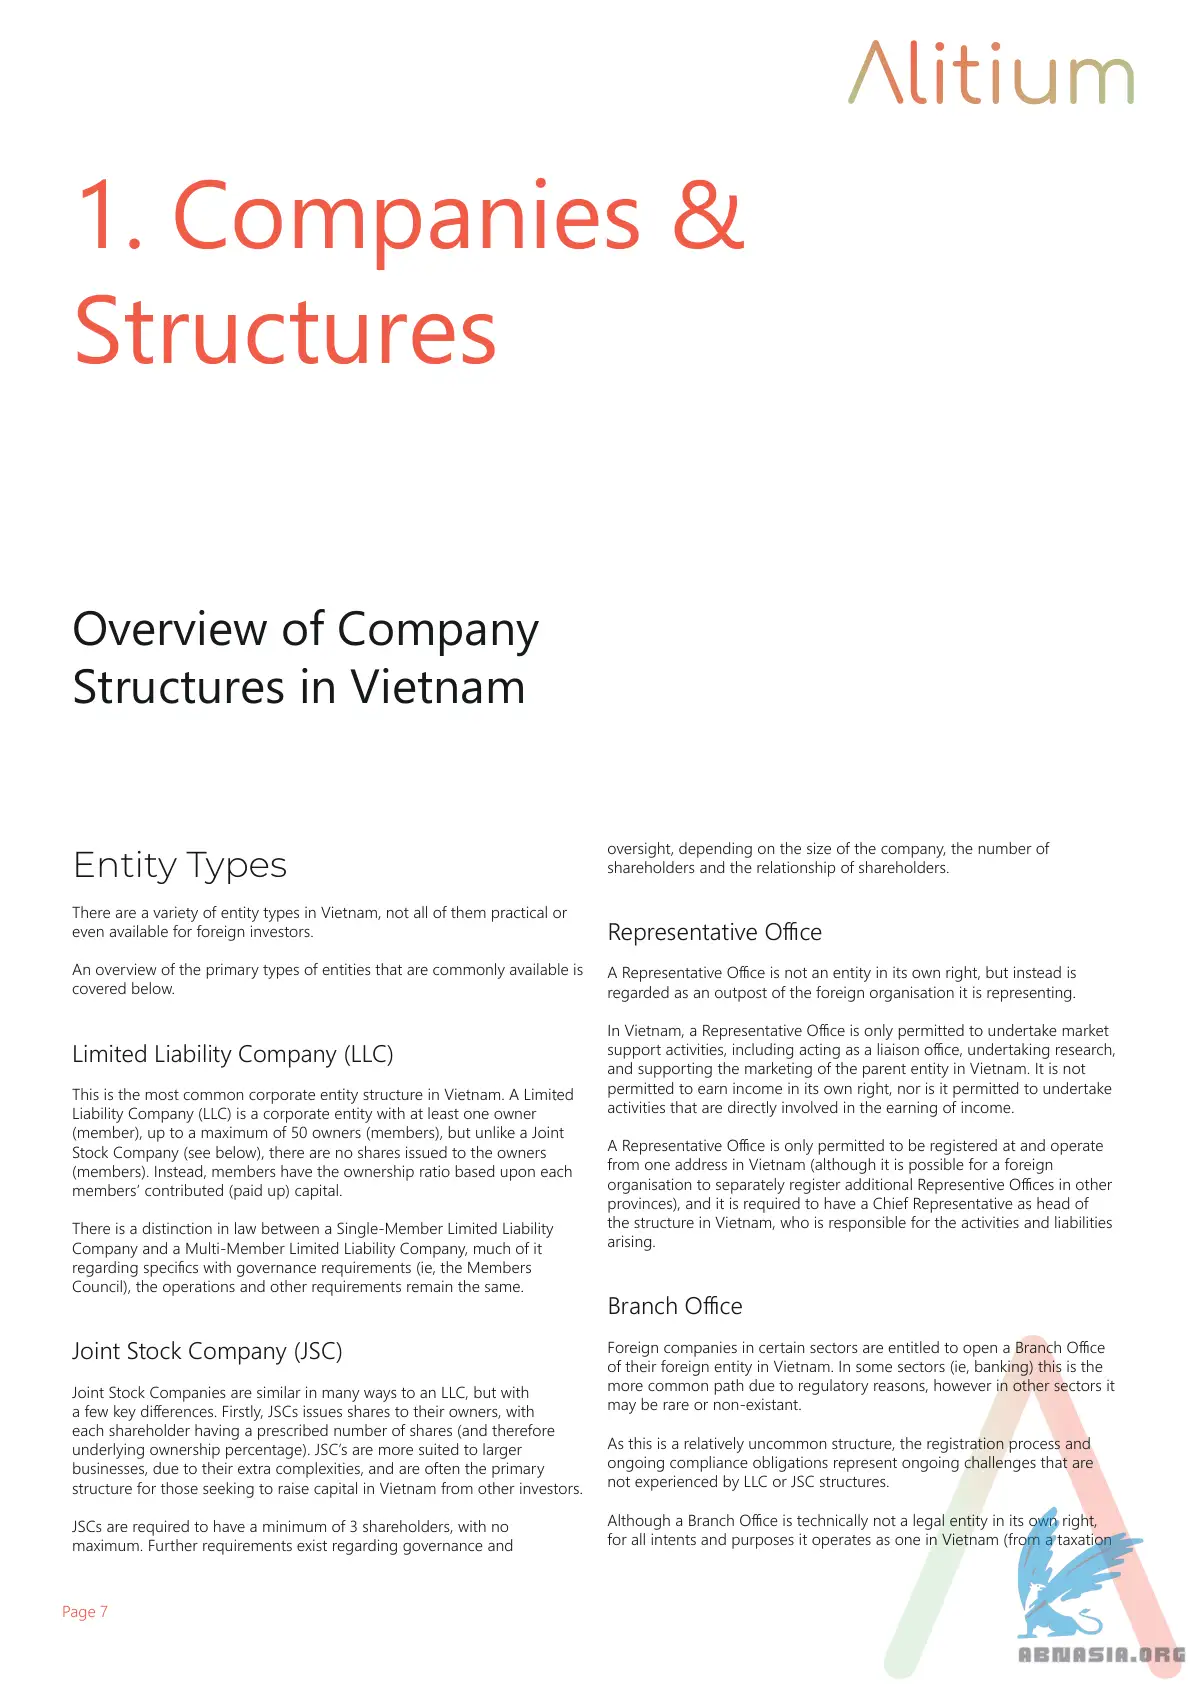 Alitium
1. Companies &
Structures
Overview of Company
Structures in Vietnam
Entity Types
There are a variety of entity types in Vietnam, not all of them practical or
even available for foreign investors.
An overview of the primary types of entities that are commonly available is
covered below.
Limited Liability Company (LLC)
This is the most common corporate entity structure in Vietnam. A Limited
Liability Company (LLC) is a corporate entity with at least one owner
(member), up to a maximum of 50 owners (members), but unlike a Joint
Stock Company (see below), there are no shares issued to the owners
(members). Instead, members have the ownership ratio based upon each
members’ contributed (paid up) capital.
There is a distinction in law between a Single-Member Limited Liability
Company and a Multi-Member Limited Liability Company, much of it
regarding specifics with governance requirements (ie, the Members
Council), the operations and other requirements remain the same.
Joint Stock Company (JSC)
Joint Stock Companies are similar in many ways to an LLC, but with
a few key differences. Firstly, JSCs issues shares to their owners, with
each shareholder having a prescribed number of shares (and therefore
underlying ownership percentage). JSC’s are more suited to larger
businesses, due to their extra complexities, and are often the primary
structure for those seeking to raise capital in Vietnam from other investors.
JSCs are required to have a minimum of 3 shareholders, with no
maximum. Further requirements exist regarding governance and
oversight, depending on the size of the company, the number of
shareholders and the relationship of shareholders.
Representative Office
A Representative Office is not an entity in its own right, but instead is
regarded as an outpost of the foreign organisation it is representing.
In Vietnam, a Representative Office is only permitted to undertake market
support activities, including acting as a liaison office, undertaking research,
and supporting the marketing of the parent entity in Vietnam. It is not
permitted to earn income in its own right, nor is it permitted to undertake
activities that are directly involved in the earning of income.
A Representative Office is only permitted to be registered at and operate
from one address in Vietnam (although it is possible for a foreign
organisation to separately register additional Representive Offices in other
provinces), and it is required to have a Chief Representative as head of
the structure in Vietnam, who is responsible for the activities and liabilities
arising.
Branch Office
Foreign companies in certain sectors are entitled to open a Branch Office
of their foreign entity in Vietnam. In some sectors (ie, banking) this is the
more common path due to regulatory reasons, however in other sectors it
may be rare or non-existant.
As this is a relatively uncommon structure, the registration process and
ongoing compliance obligations represent ongoing challenges that are
not experienced by LLC or JSC structures.
Although a Branch Office is technically not a legal entity in its own right,
for all intents and purposes it operates as one in Vietnam (from a taxation
Page 7
ABNASIA.ORG